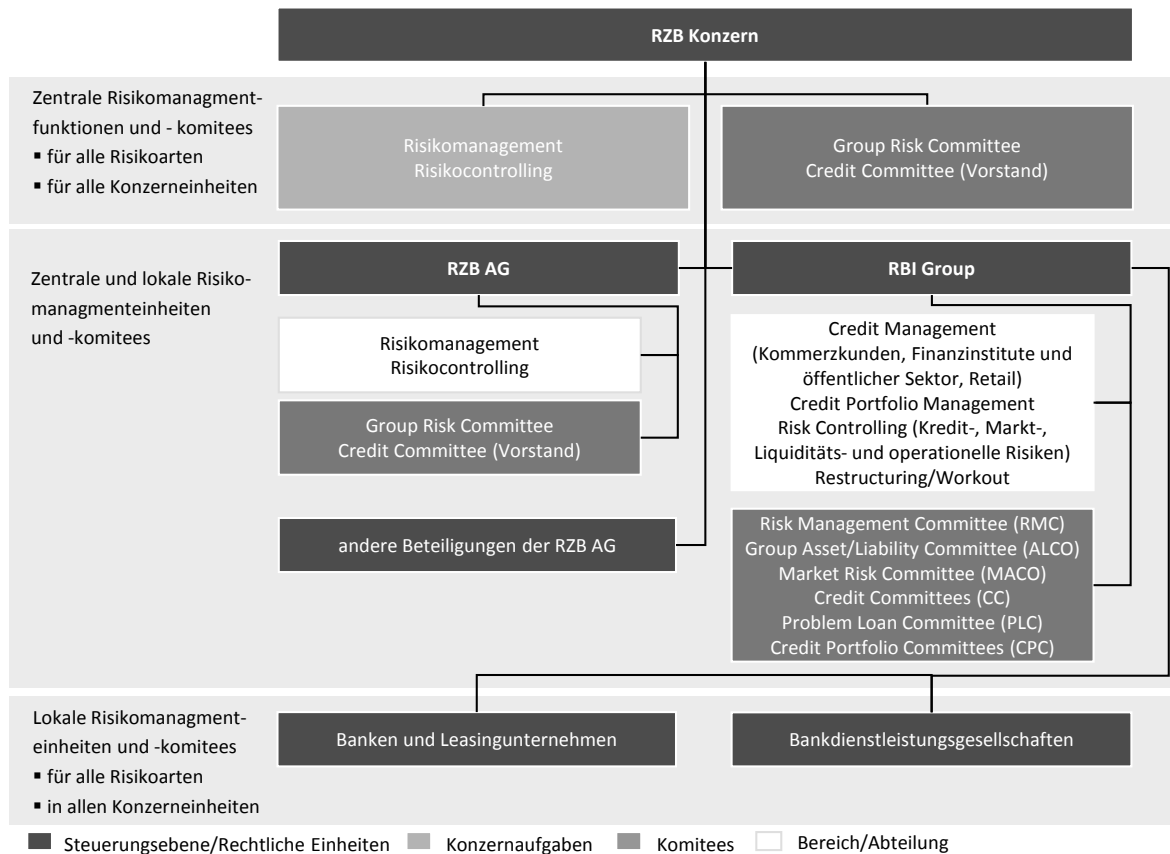 RZB Konzern
Zentrale Risikomanagment-
funktionen und - komitees
▪ für alle Risikoarten
▪ für alle Konzerneinheiten
Risikomanagement
Risikocontrolling
Group Risk Committee
Credit Committee (Vorstand)
Zentrale und lokale Risiko-
managmenteinheiten
und -komitees
RZB AG
RBI Group
Risikomanagement
Risikocontrolling
Group Risk Committee
Credit Committee (Vorstand)
andere Beteiligungen der RZB AG
Credit Management
(Kommerzkunden, Finanzinstitute und
öffentlicher Sektor, Retail)
Credit Portfolio Management
Risk Controlling (Kredit-, Markt-,
Liquiditäts- und operationelle Risiken)
Restructuring/Workout
Risk Management Committee (RMC)
Group Asset/Liability Committee (ALCO)
Market Risk Committee (MACO)
Credit Committees (CC)
Problem Loan Committee (PLC)
Credit Portfolio Committees (CPC)
Lokale Risikomanagment-
einheiten und -komitees
▪ für alle Risikoarten
▪ in allen Konzerneinheiten
Banken und Leasingunternehmen
Bankdienstleistungsgesellschaften
Steuerungsebene/Rechtliche Einheiten
Konzernaufgaben
Komitees
Bereich/Abteilung